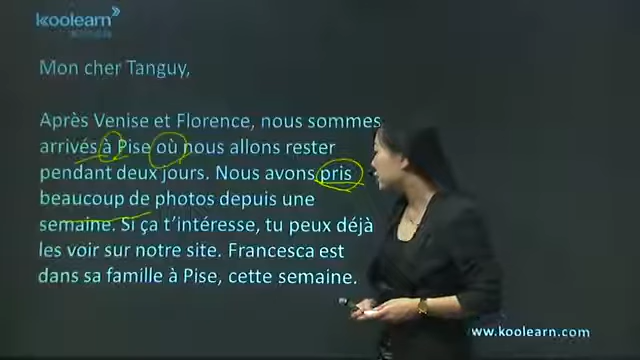 koolearn
Mon cher Tanguy,
Après Venise et Florence, nous sommes
arrivés à Pise où nous allons rester
pendant deux jours. Nous avons pris
beaucoup de photos depuis une
semaine. Si ça t'intéresse, tu peux déjà
les voir sur notre site. Francesca est
dans sa famille à Pise, cette semaine.
www.koolearn.com